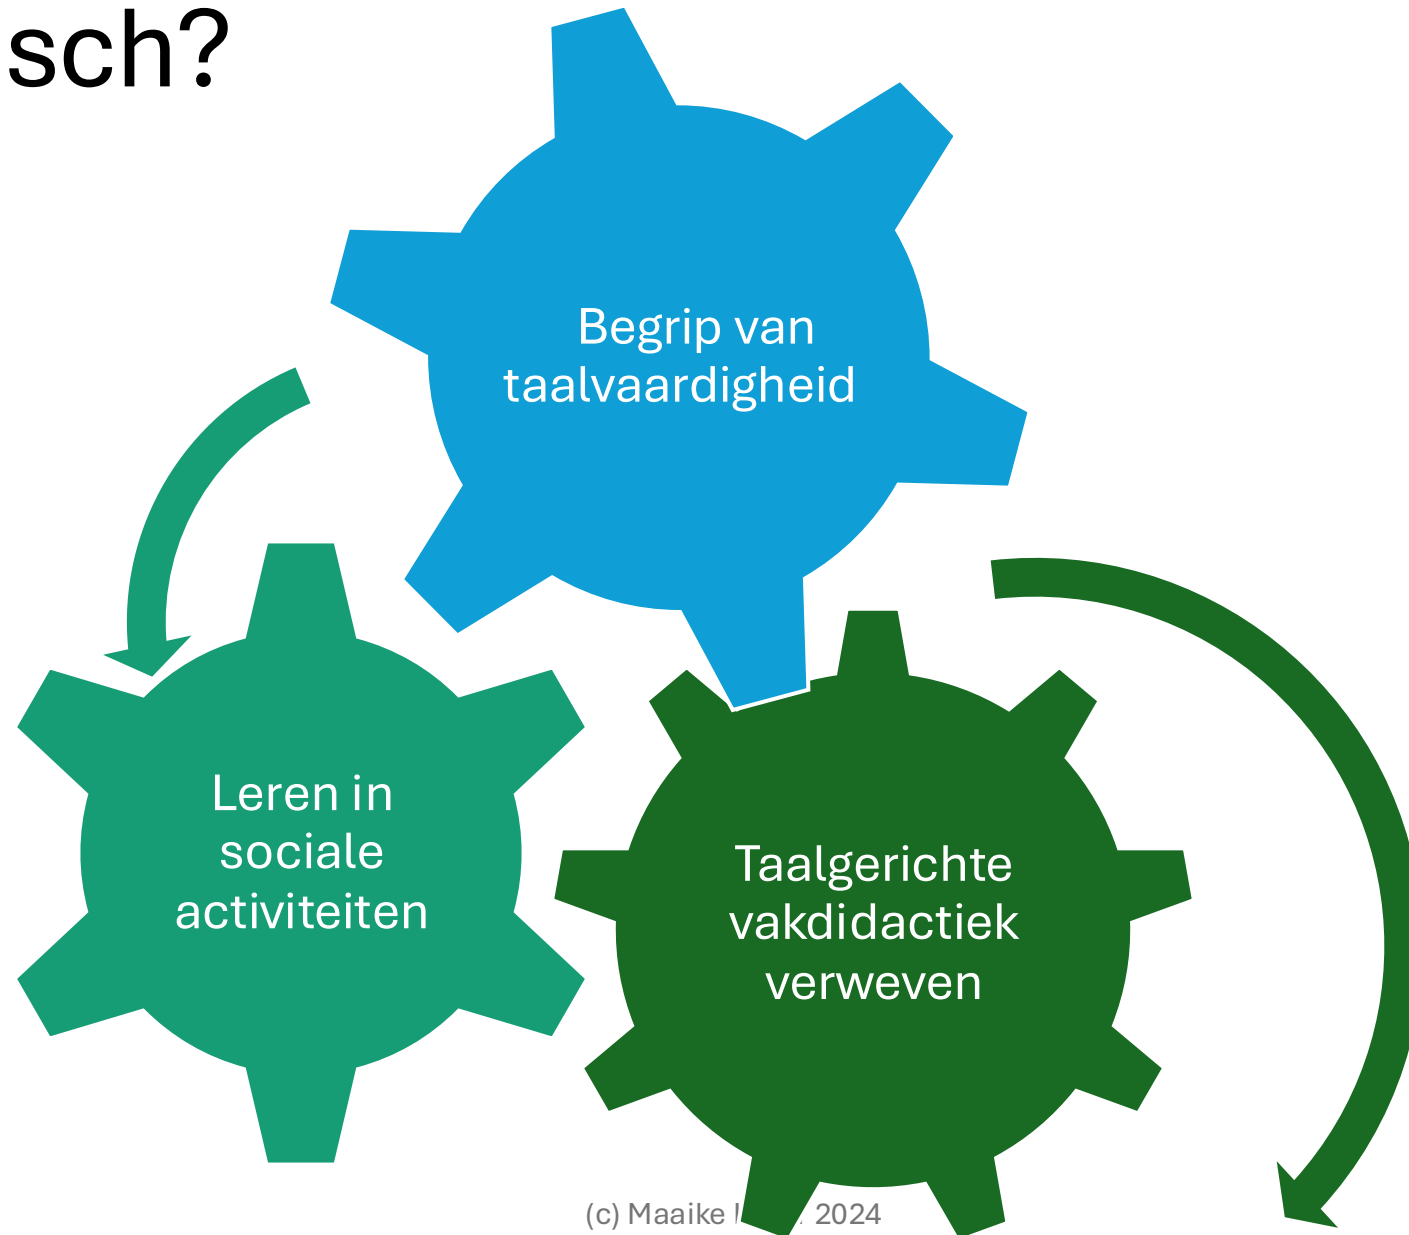 sch?
Begrip van
taalvaardigheid
Leren in
sociale
activiteiten
Taalgerichte
vakdidactiek
verweven
(c) Maaike 2024